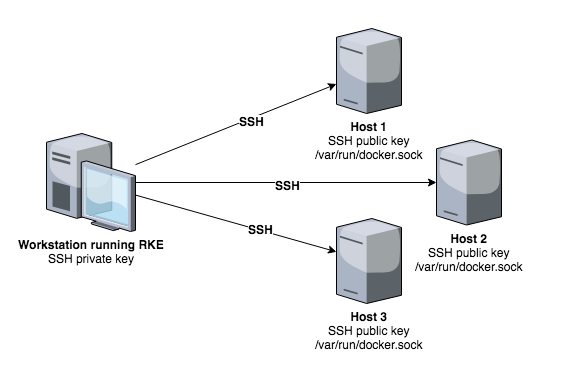 SSH
Host 1
SSH public key
/var/run/docker.sock
SSH
Host 2
SSH public key
/var/run/docker.sock
Workstation running RKE
SSH private key
SSH
Host 3
SSH public key
/var/run/docker.sock